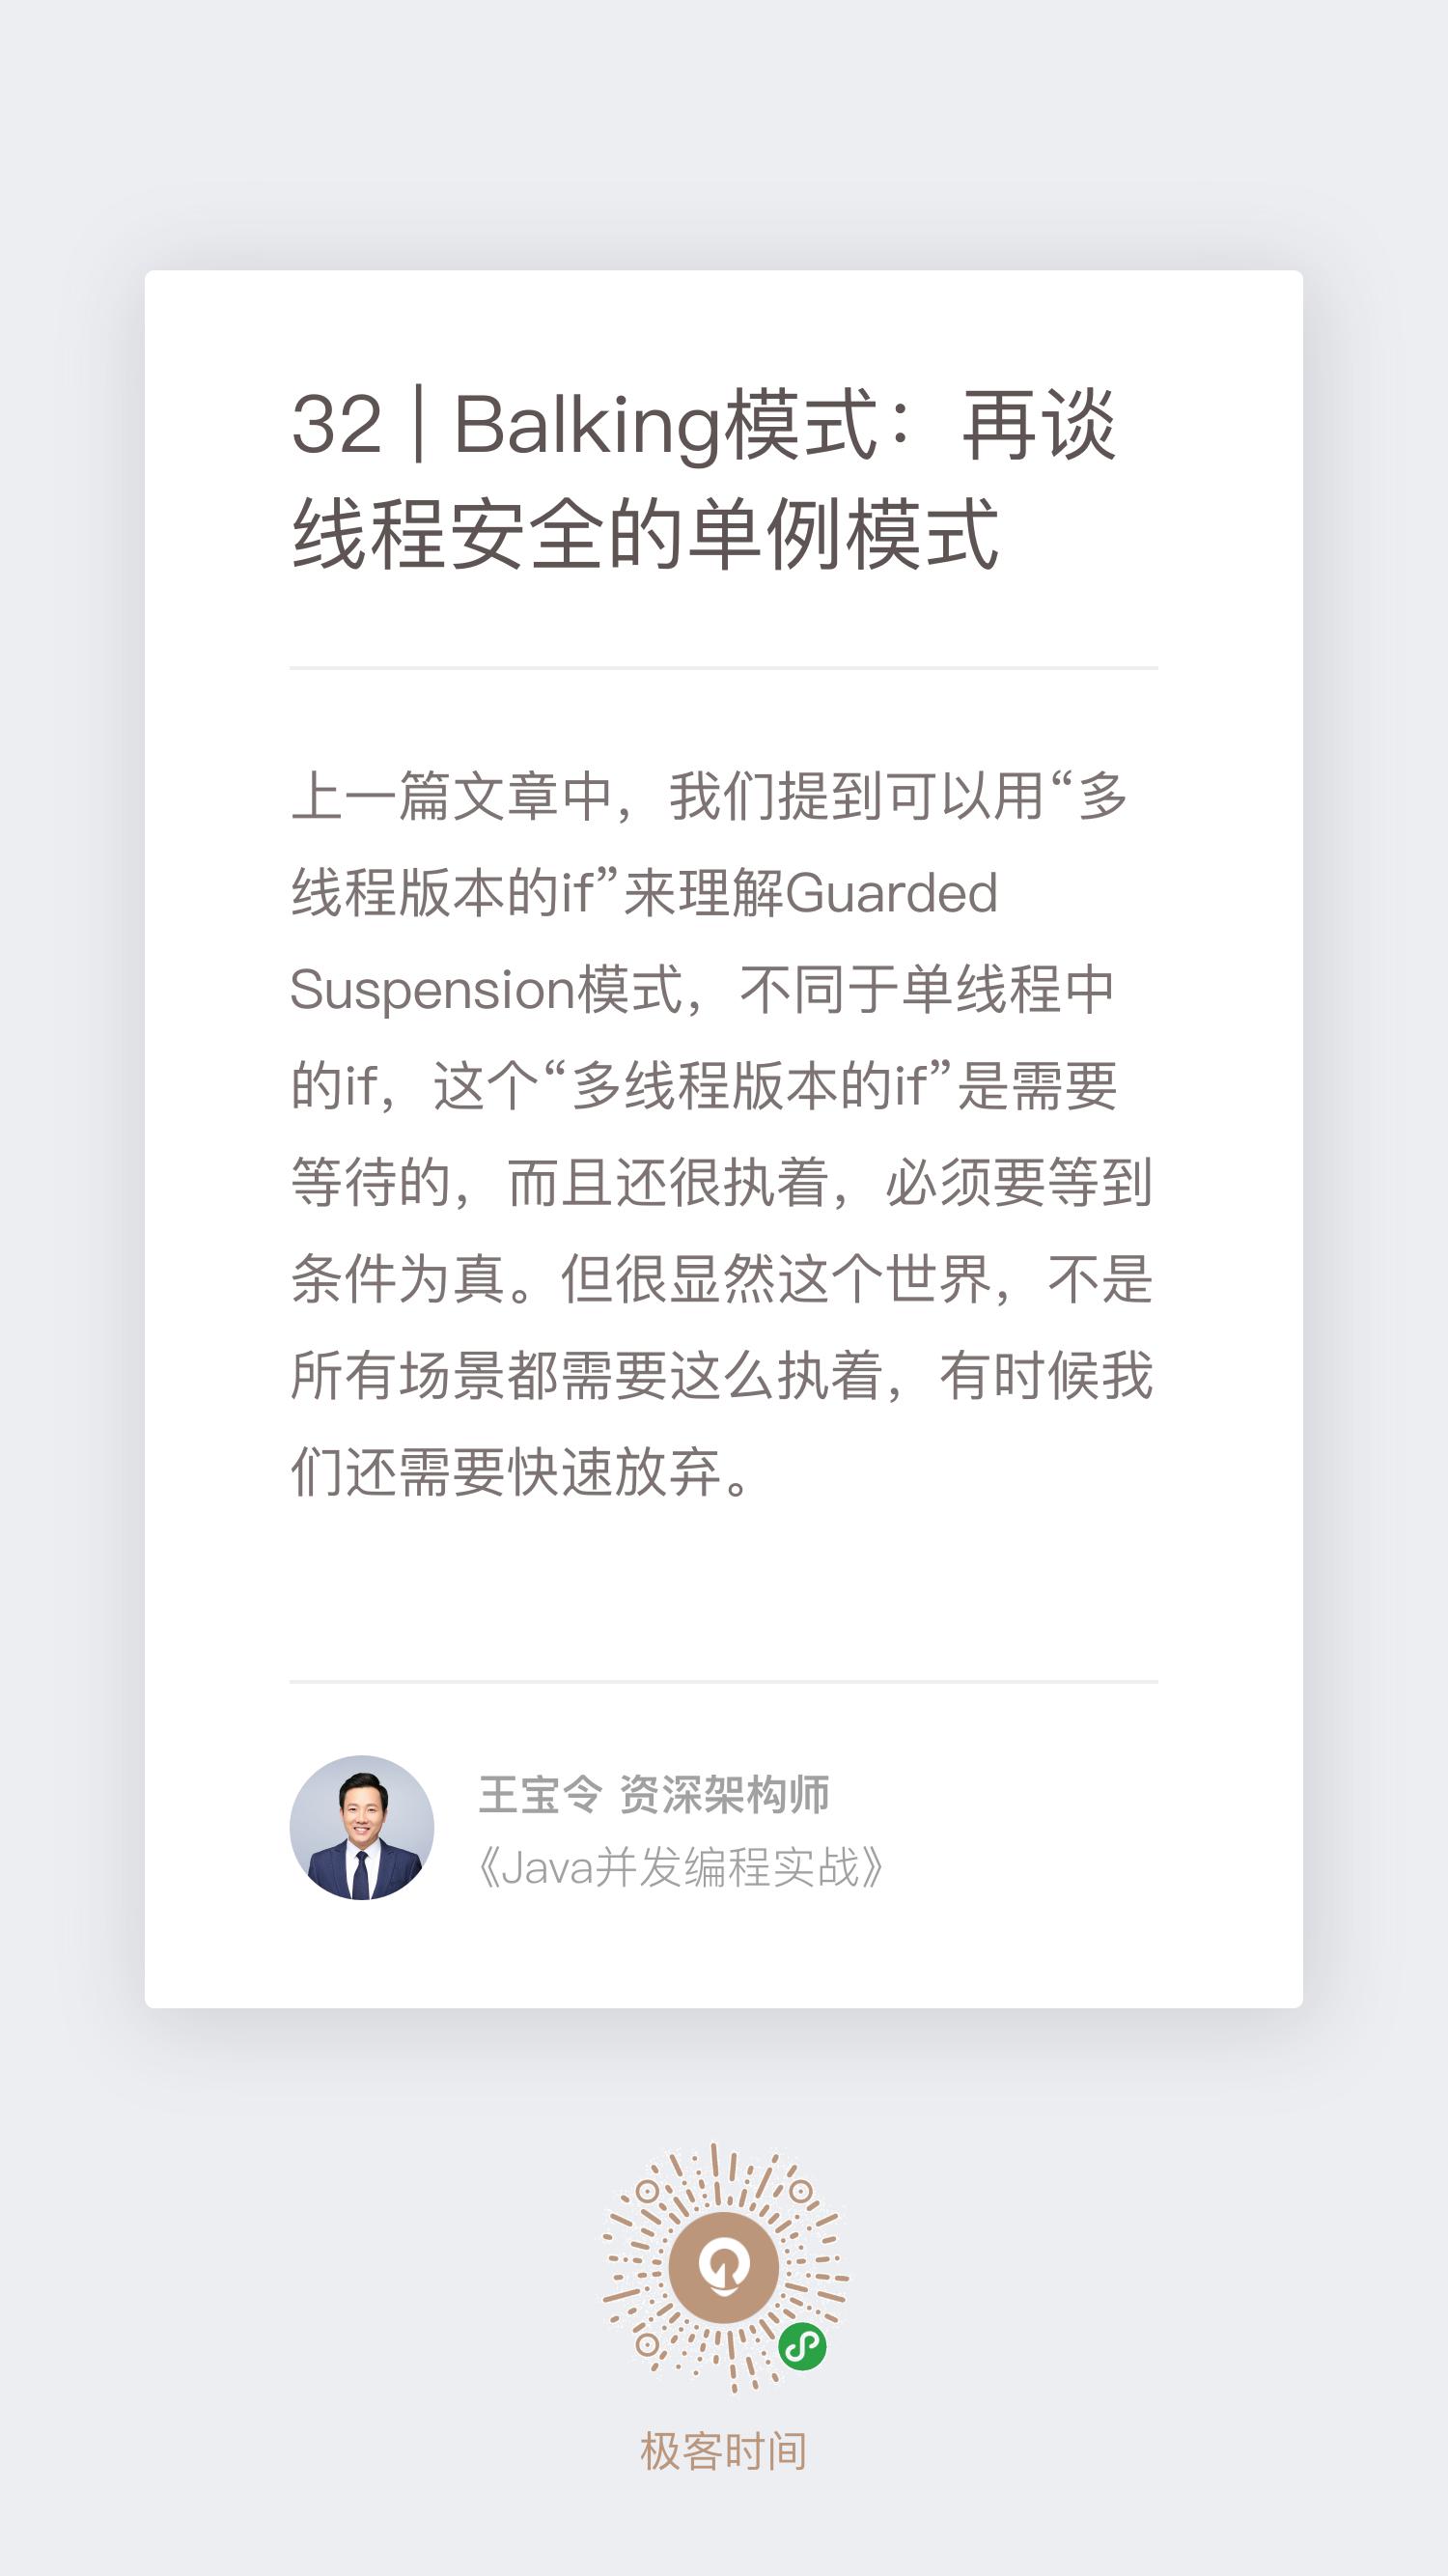 32 | Balking模式：再谈
线程安全的单例模式
上一篇文章中，我们提到可以用“多
线程版本的if”来理解Guarded
Suspension模式，不同于单线程中
的if，这个“多线程版本的if”是需要
等待的，而且还很执着，必须要等到
条件为真。但很显然这个世界，不是
所有场景都需要这么执着，有时候我
们还需要快速放弃。
王宝令 资深架构师
《Java并发编程实战》
极客时间